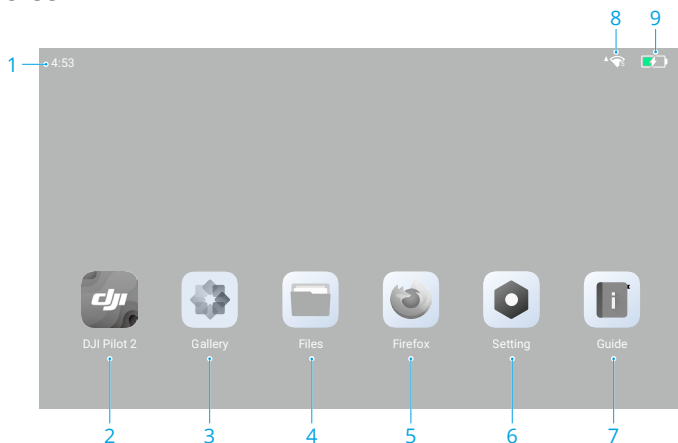 8 9
1 4:53
dji
i
DJI Pilot 2 Gallery Files Firefox Setting Guide
2 3 4 5 6 7